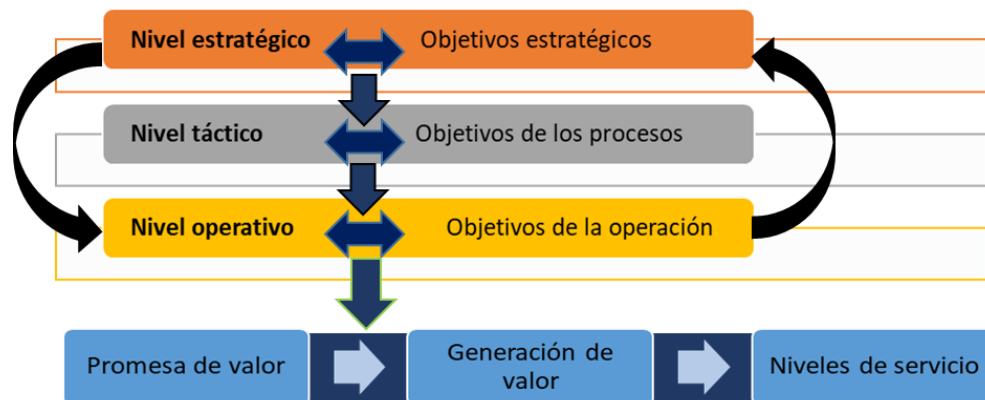 Nivel estratégico Objetivos estratégicos
Nivel táctico Objetivos de los procesos
Nivel operativo Objetivos de la operación
Promesa de valor
Generación de
valor
Niveles de servicio